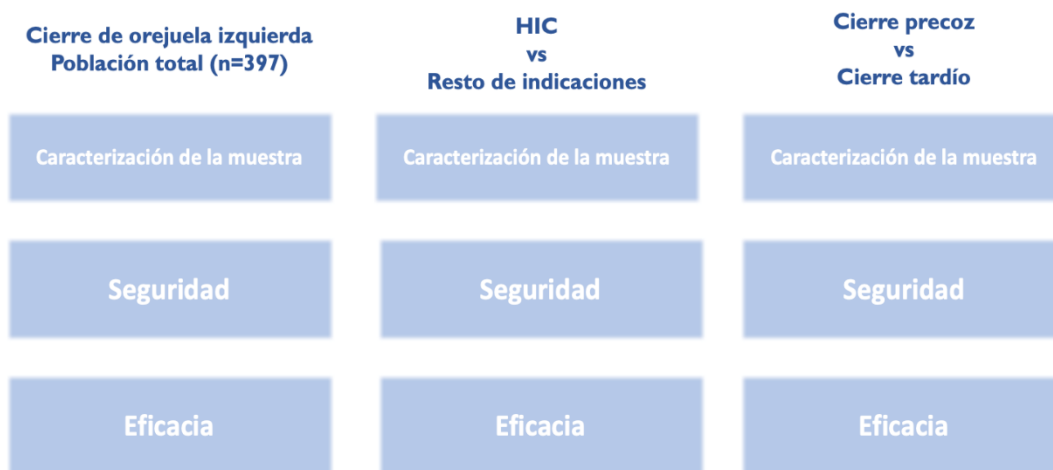 Cierre de orejuela izquierda
Población total (n=397)
HIC
vs
Resto de indicaciones
Cierre precoz
vs
Cierre tardío
Caracterización de la muestra
Caracterización de la muestra
Caracterización de la muestra
Seguridad
Seguridad
Seguridad
Eficacia
Eficacia
Eficacia